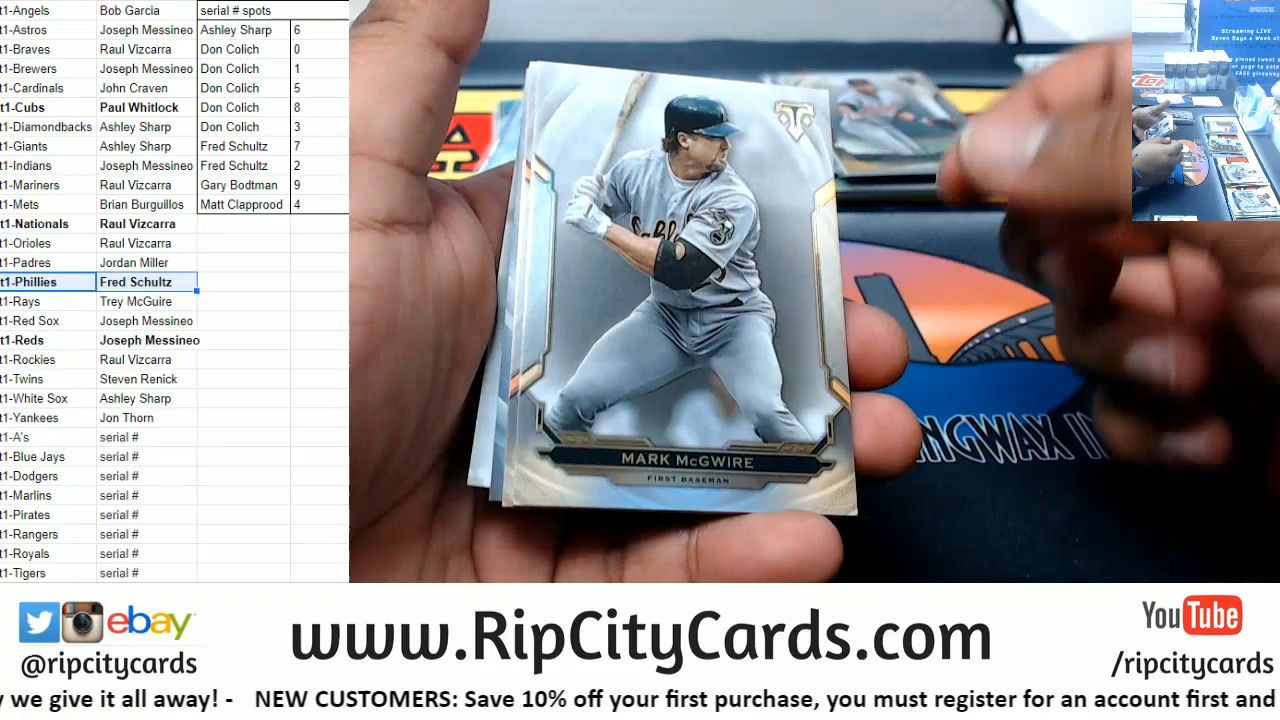 t1-Angels Bob Garcia serial # spots
t1-Astros Joseph Messineo Ashley Sharp 6
t1-Braves Raul Vizcarra Don Colich 0
t1-Brewers Joseph Messineo Don Colich 1
t1-Cardinals John Craven Don Colich 5
t1-Cubs Paul Whitlock Don Colich 8
t1-Diamondbacks Ashley Sharp Don Colich 3
t1-Giants Ashley Sharp Fred Schultz 7
t1-Indians Joseph Messineo Fred Schultz 2
t1-Mariners Raul Vizcarra Gary Bodtman 9
t1-Mets Brian Burguillos Matt Clapprood 4
t1-Nationals Raul Vizcarra
t1-Orioles Raul Vizcarra
t1-Padres Jordan Miller
t1-Phillies Fred Schultz
t1-Rays Trey McGuire
t1-Red Sox Joseph Messineo
t1-Reds Joseph Messineo
t1-Rockies Raul Vizcarra
t1-Twins Steven Renick
t1-White Sox Ashley Sharp
t1-Yankees Jon Thorn
t1-A's serial #
t1-Blue Jays serial #
t1-Dodgers serial #
t1-Marlins serial #
t1-Pirates serial #
t1-Rangers serial #
t1-Royals serial #
t1-Tigers serial #
MARK McGWIRE
FIRST BASEMAN
NGWAX
Streaming LIVE
Seven Days a Week at
ebay
@ripcitycards
www.RipCityCards.com
YouTube
/ripcitycards
y we give it all away! - NEW CUSTOMERS: Save 10% off your first purchase, you must register for an account first and